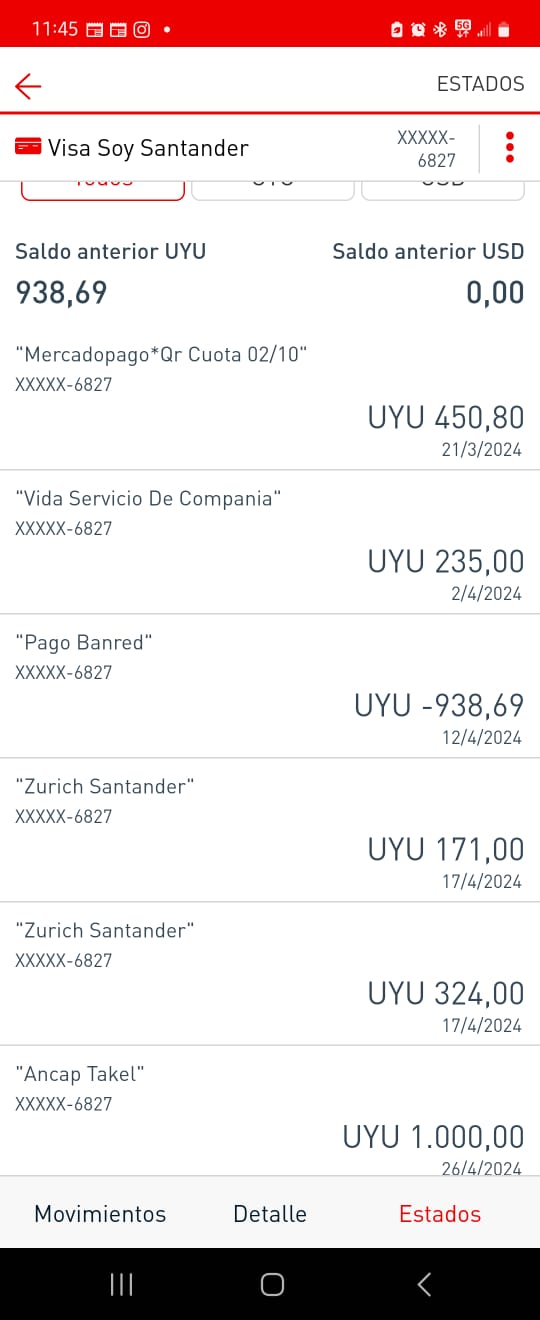 11:45 5G
ESTADOS
Visa Soy Santander
XXXXX-
6827
Todos UYU USD
Saldo anterior UYU Saldo anterior USD
938,69 0,00
"Mercadopago*Qr Cuota 02/10"
XXXXX-6827
UYU 450,80
21/3/2024
"Vida Servicio De Compania"
XXXXX-6827
UYU 235,00
2/4/2024
"Pago Banred"
XXXXX-6827
UYU -938,69
12/4/2024
"Zurich Santander"
XXXXX-6827
UYU 171,00
17/4/2024
"Zurich Santander"
XXXXX-6827
UYU 324,00
17/4/2024
"Ancap Takel"
XXXXX-6827
UYU 1.000,00
26/4/2024
Movimientos Detalle Estados